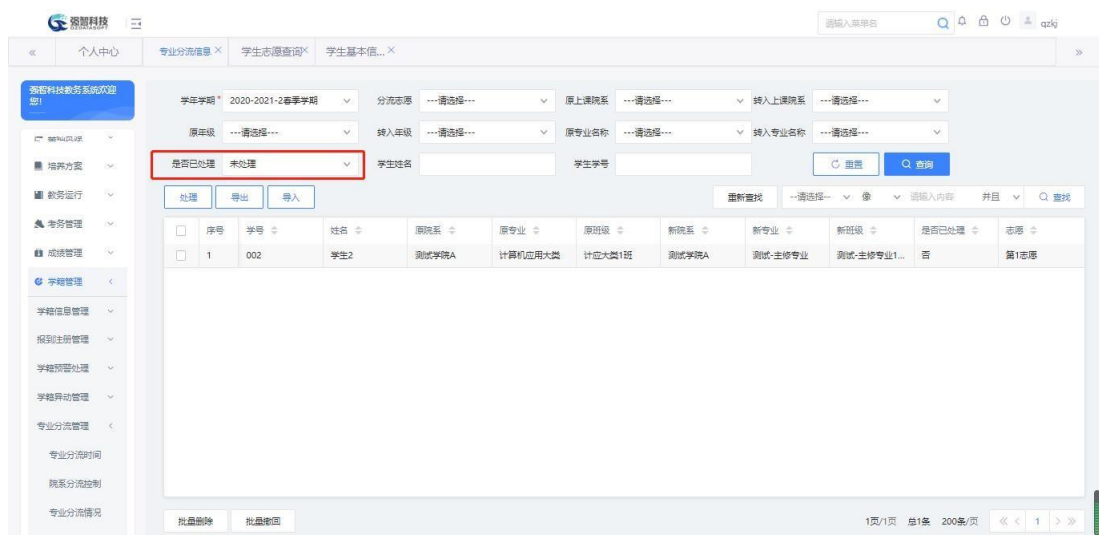 强智科技
QZDATASOFT
请输入菜单名
qzkj
个人中心
专业分流信息 × 学生志愿查询× 学生基本信... ×
强智科技教务系统欢迎
您!
培养方案
教务运行
考务管理
成绩管理
学籍管理
学籍信息管理
报到注册管理
学籍预警处理
学籍异动管理
专业分流管理
专业分流时间
院系分流控制
专业分流情况
学年学期* 2020-2021-2春季学期 分流志愿 ---请选择--- 原上课院系 ---请选择--- 转入上课院系 ---请选择---
原年级 ---请选择--- 转入年级 ---请选择--- 原专业名称 ---请选择--- 转入专业名称 ---请选择---
是否已处理 未处理 学生姓名 学生学号 重置 查询
处理 导出 导入 重新查找 --请选择-- 像 请输入内容 并且 查找
序号 学号 姓名 原院系 原专业 原班级 新院系 新专业 新班级 是否已处理 志愿
1 002 学生2 测试学院A 计算机应用大类 计应大类1班 测试学院A 测试-主修专业 测试-主修专业1... 否 第1志愿
批量删除 批量撤回 1页/1页 总1条 200条/页 1